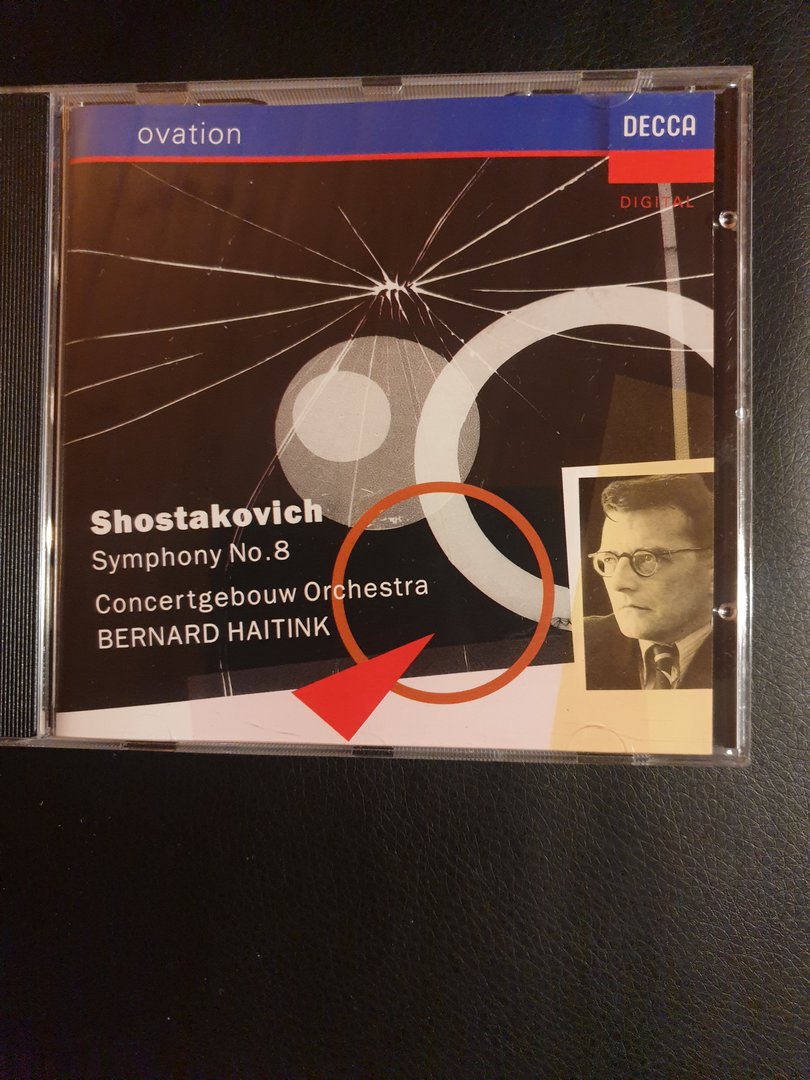 ovation
DECCA
DIGITAL
Shostakovich
Symphony No.8
Concertgebouw Orchestra
BERNARD HAITINK